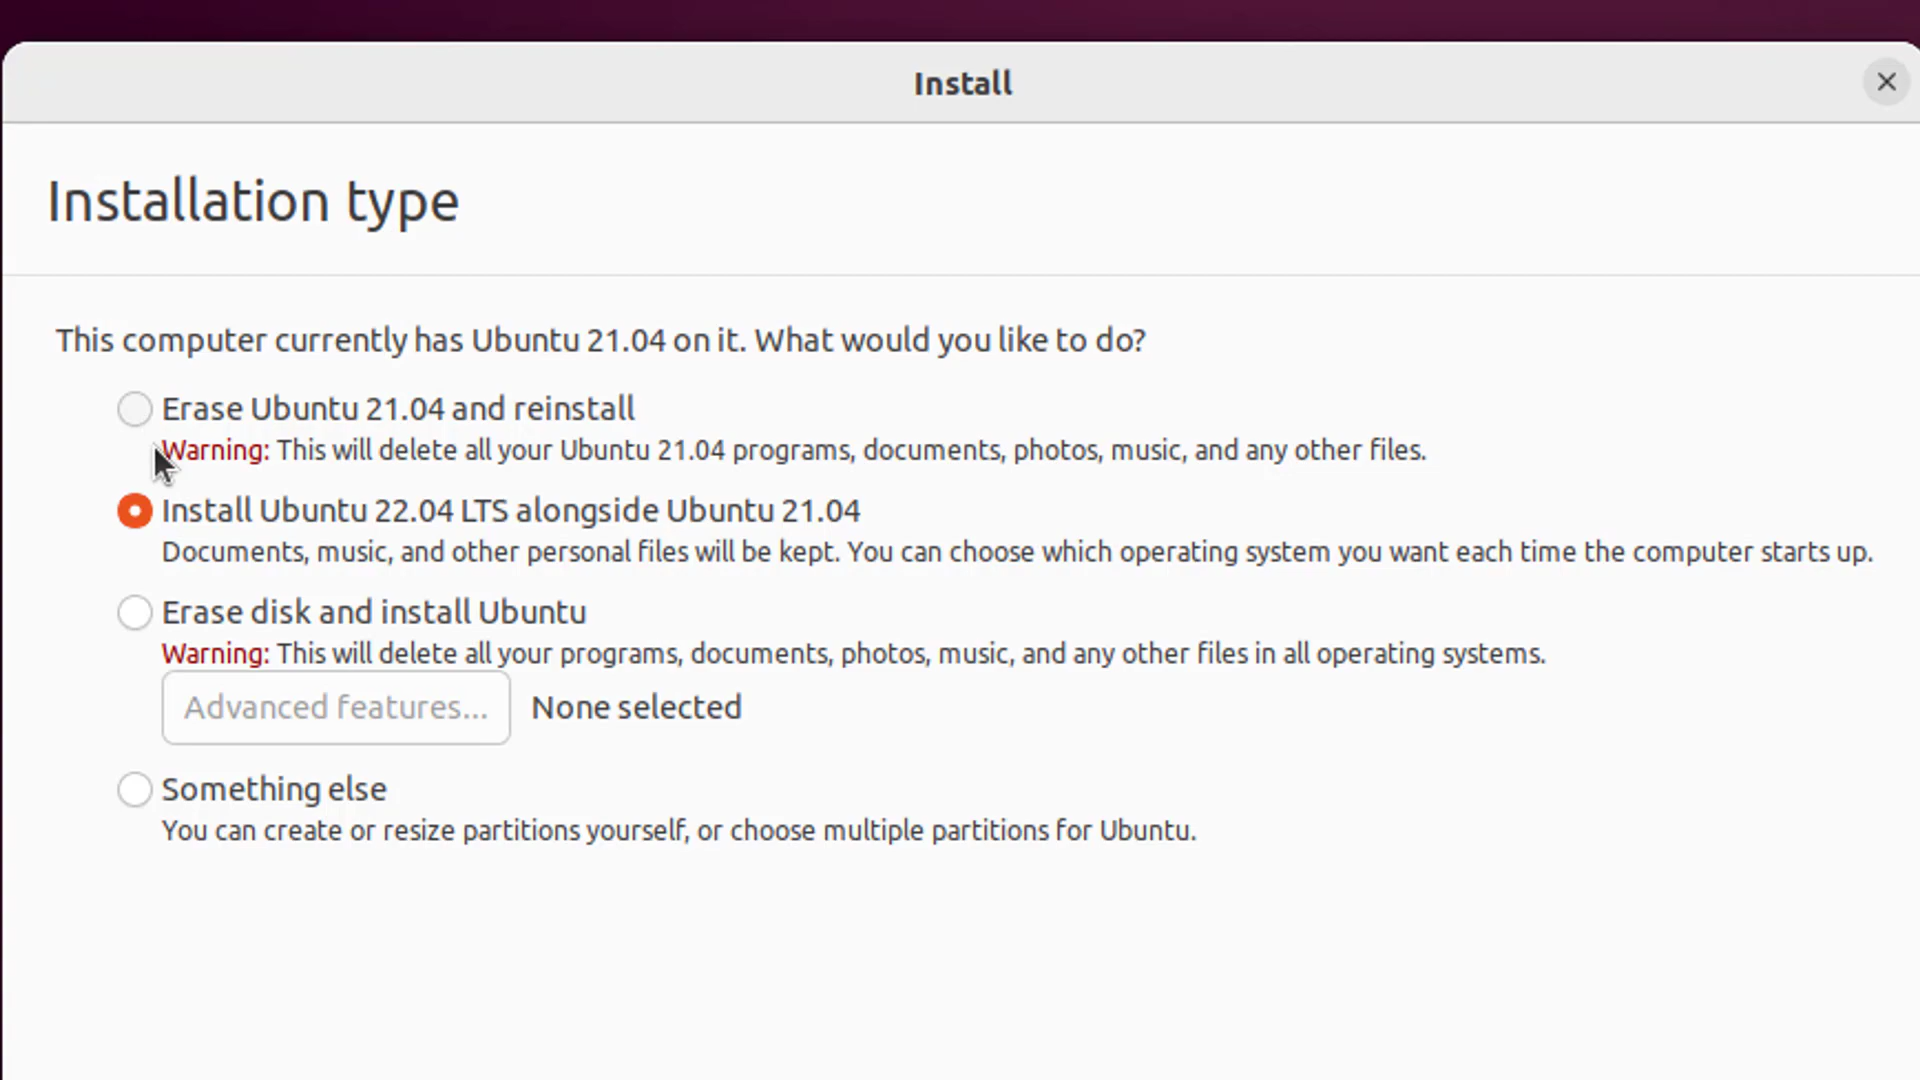 Install
Installation type
This computer currently has Ubuntu 21.04 on it. What would you like to do?
Erase Ubuntu 21.04 and reinstall
Warning: This will delete all your Ubuntu 21.04 programs, documents, photos, music, and any other files.
Install Ubuntu 22.04 LTS alongside Ubuntu 21.04
Documents, music, and other personal files will be kept. You can choose which operating system you want each time the computer starts up.
Erase disk and install Ubuntu
Warning: This will delete all your programs, documents, photos, music, and any other files in all operating systems.
Advanced features... None selected
Something else
You can create or resize partitions yourself, or choose multiple partitions for Ubuntu.